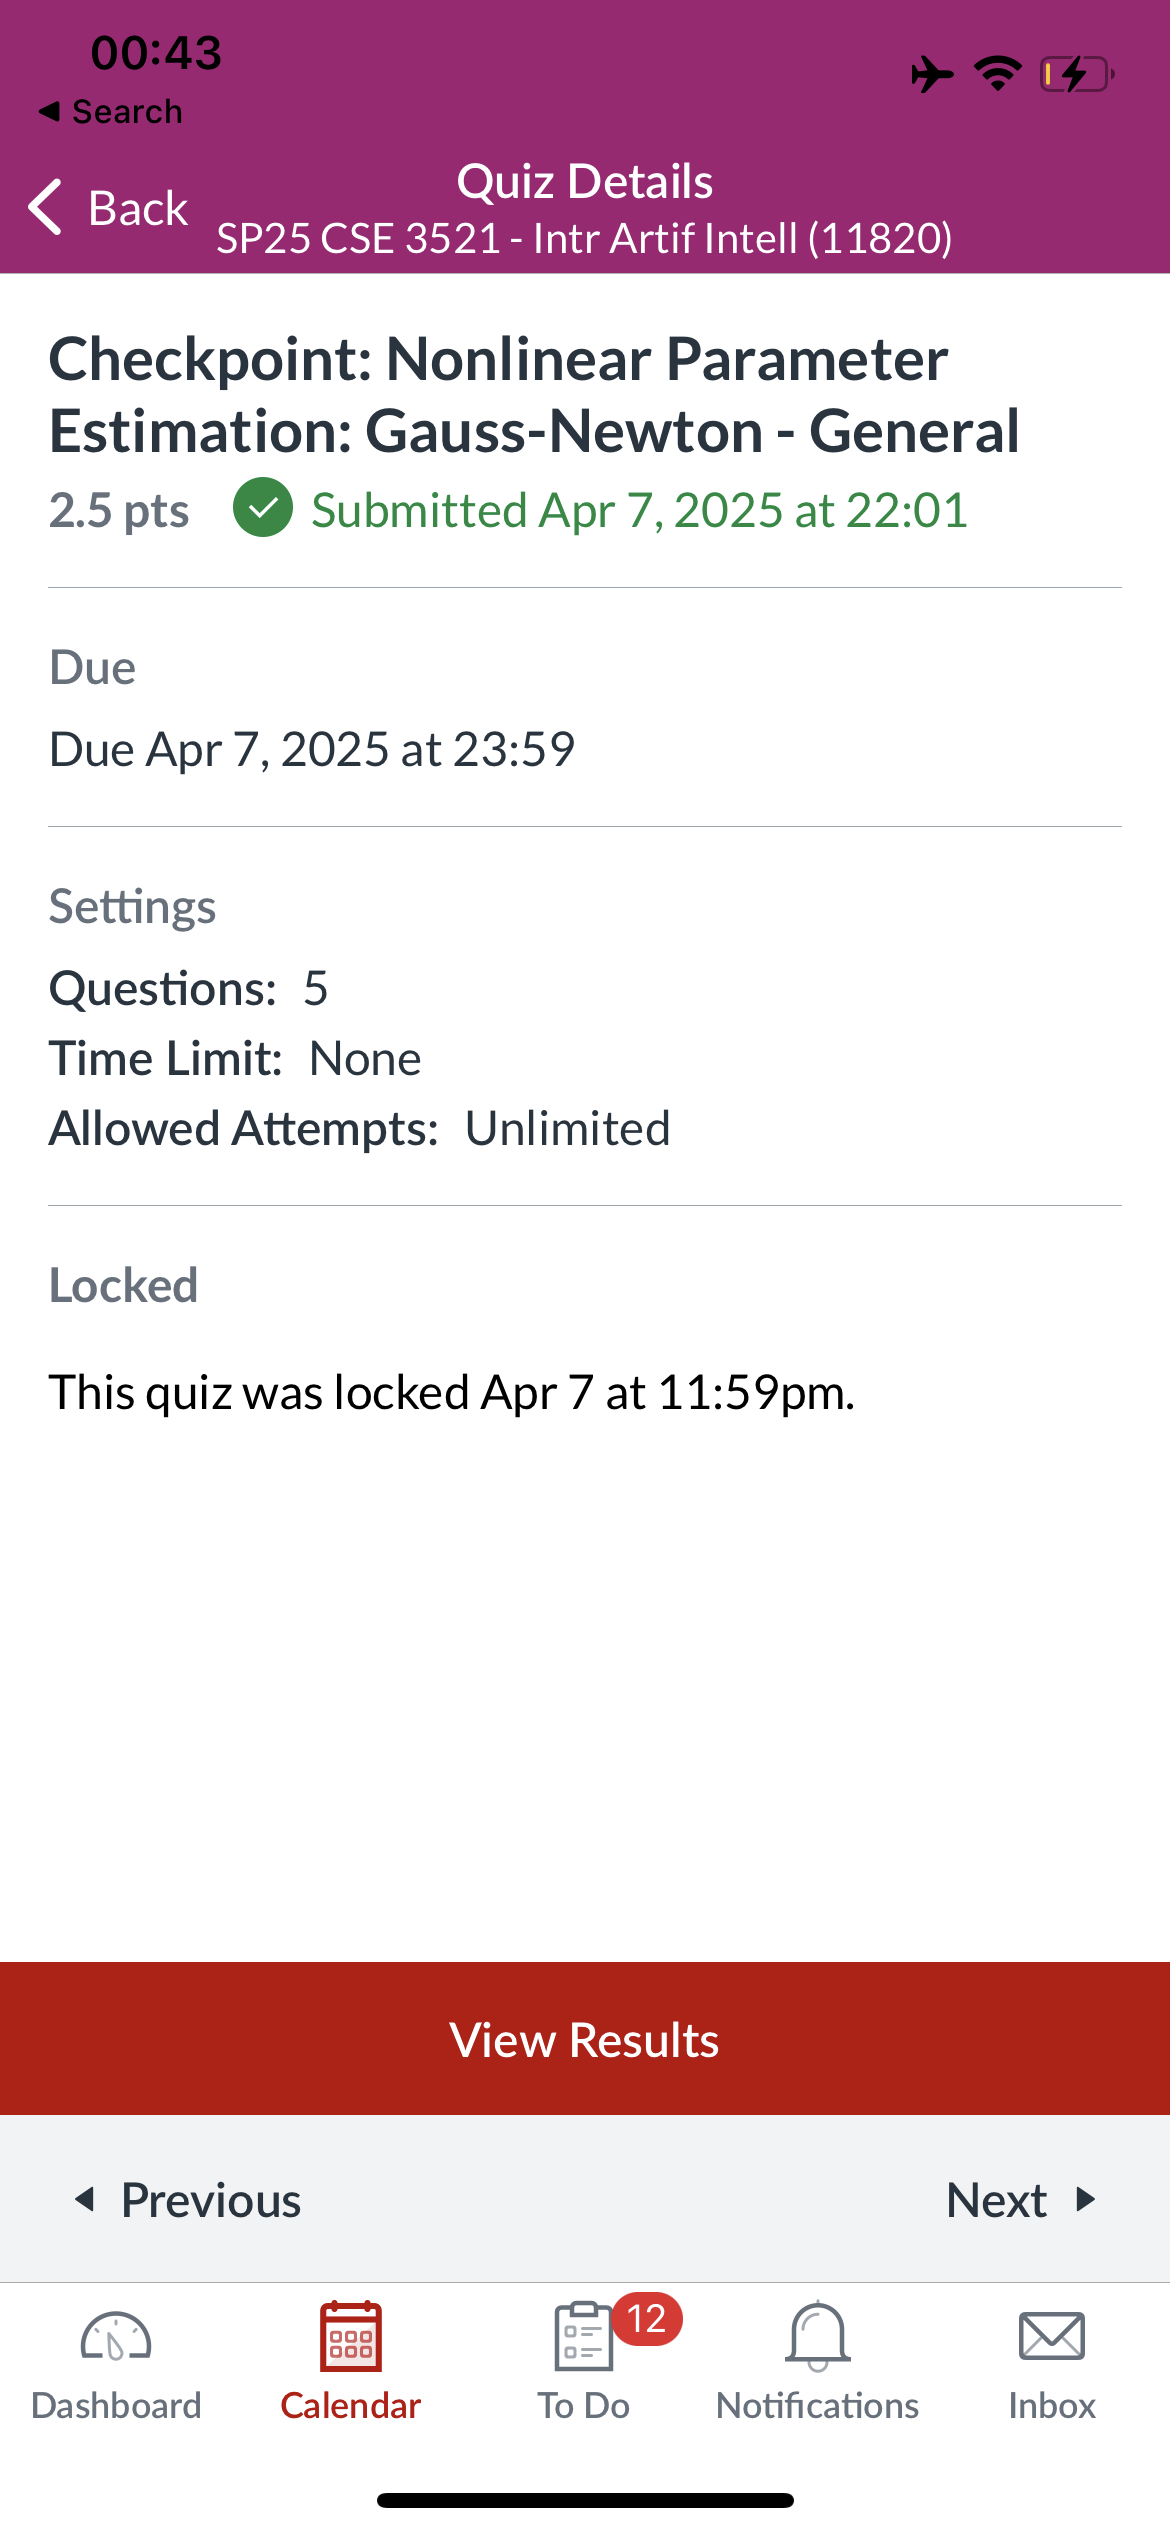 00:43
Search
Back
Quiz Details
SP25 CSE 3521 - Intr Artif Intell (11820)
Checkpoint: Nonlinear Parameter
Estimation: Gauss-Newton - General
2.5 pts
Submitted Apr 7, 2025 at 22:01
Due
Due Apr 7, 2025 at 23:59
Settings
Questions: 5
Time Limit: None
Allowed Attempts: Unlimited
Locked
This quiz was locked Apr 7 at 11:59pm.
View Results
Previous
Next
12
Dashboard
Calendar
To Do
Notifications
Inbox